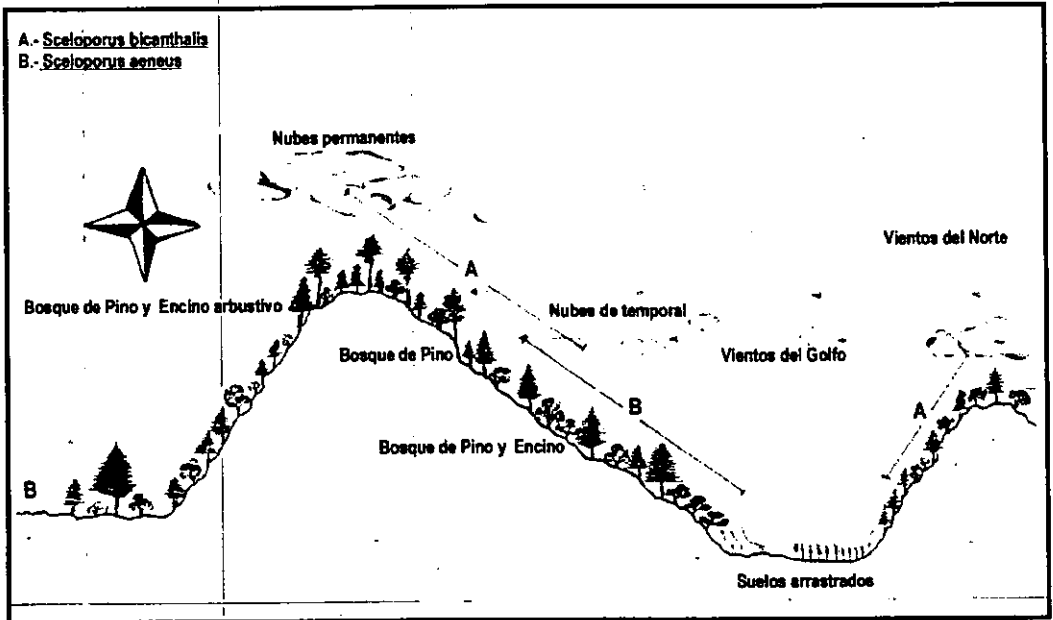 A.- Sceloporus bicanthalis
B.- Sceloporus aeneus
Nubes permanentes
Vientos del Norte
A
Bosque de Pino y Encino arbustivo
Nubes de temporal
Bosque de Pino
Vientos del Golfo
B
A
Bosque de Pino y Encino
B
Suelos arrastrados